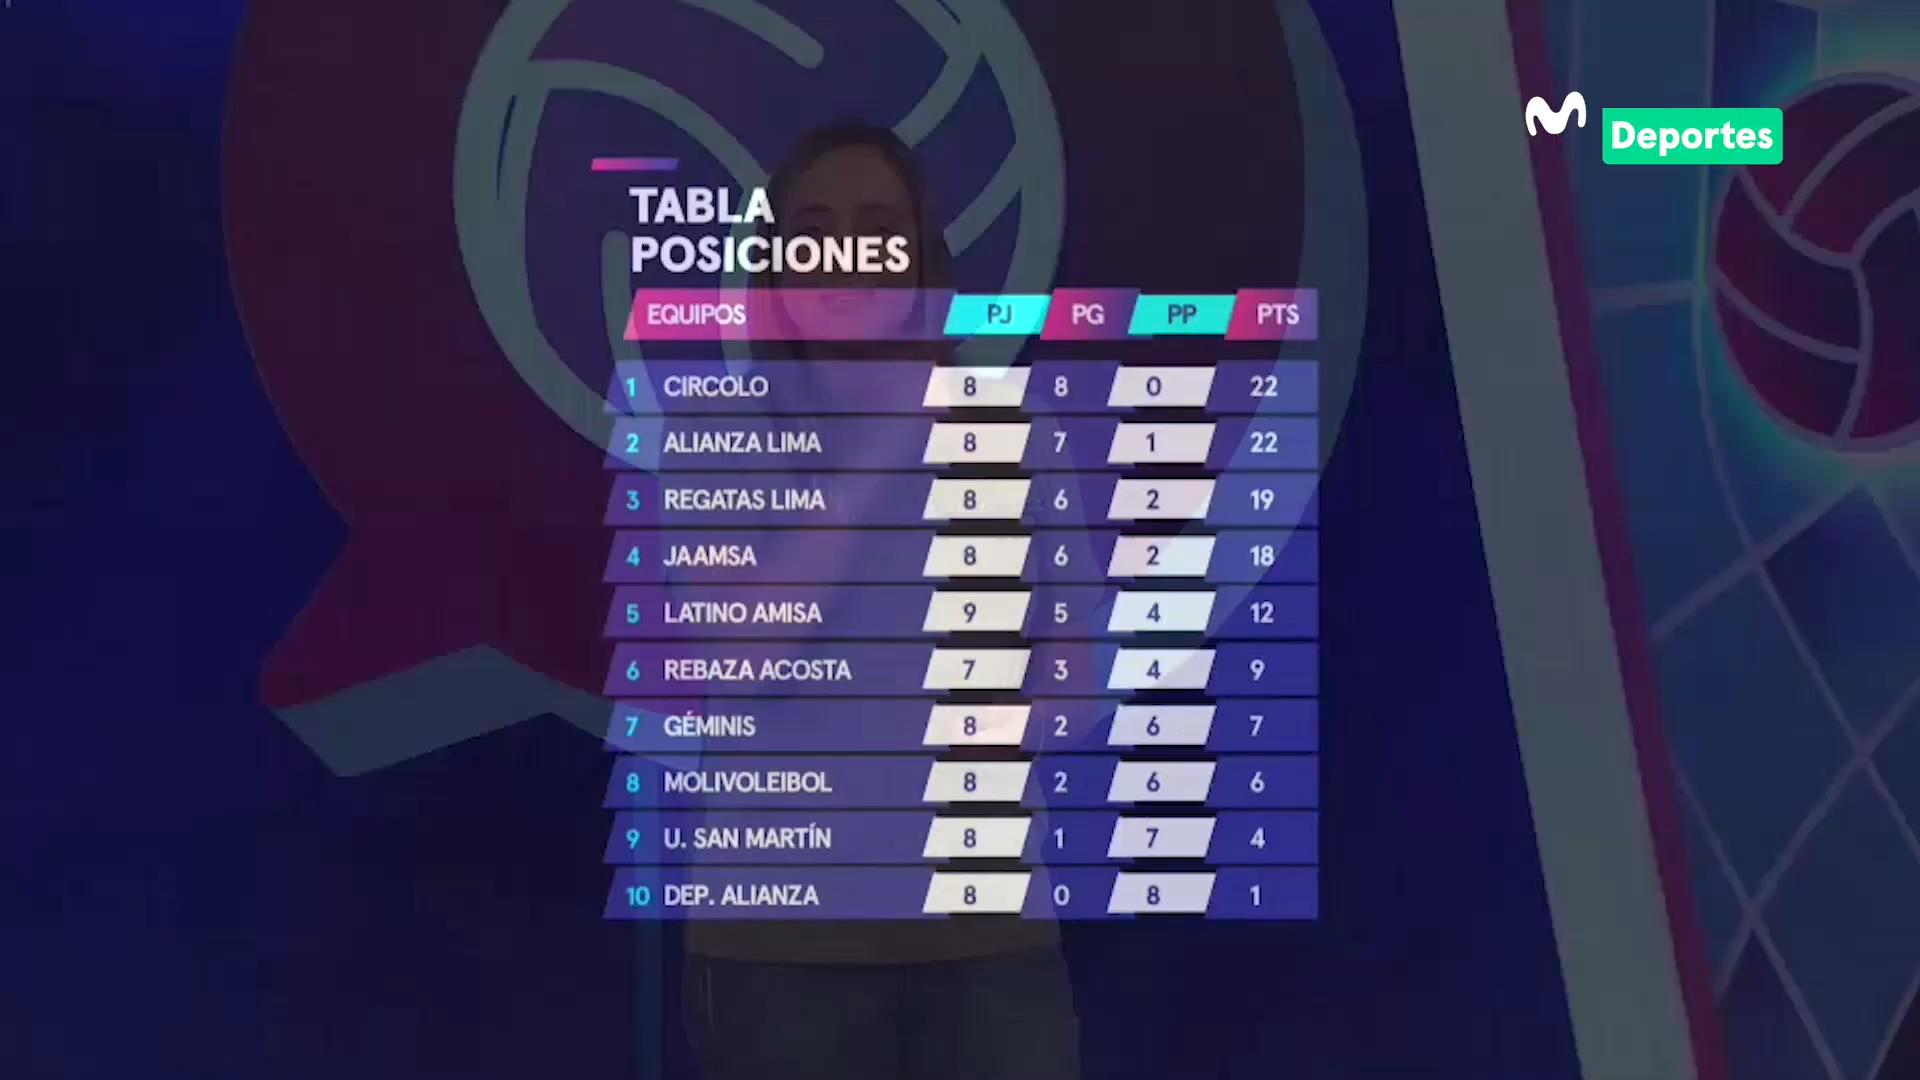 Deportes
TABLA
POSICIONES
EQUIPOS PJ PG PP PTS
1 CIRCOLO 8 8 0 22
2 ALIANZA LIMA 8 7 1 22
3 REGATAS LIMA 8 6 2 19
4 JAAMSA 8 6 2 18
5 LATINO AMISA 9 5 4 12
6 REBAZA ACOSTA 7 3 4 9
7 GÉMINIS 8 2 6 7
8 MOLIVOLEIBOL 8 2 6 6
9 U. SAN MARTÍN 8 1 7 4
10 DEP. ALIANZA 8 0 8 1